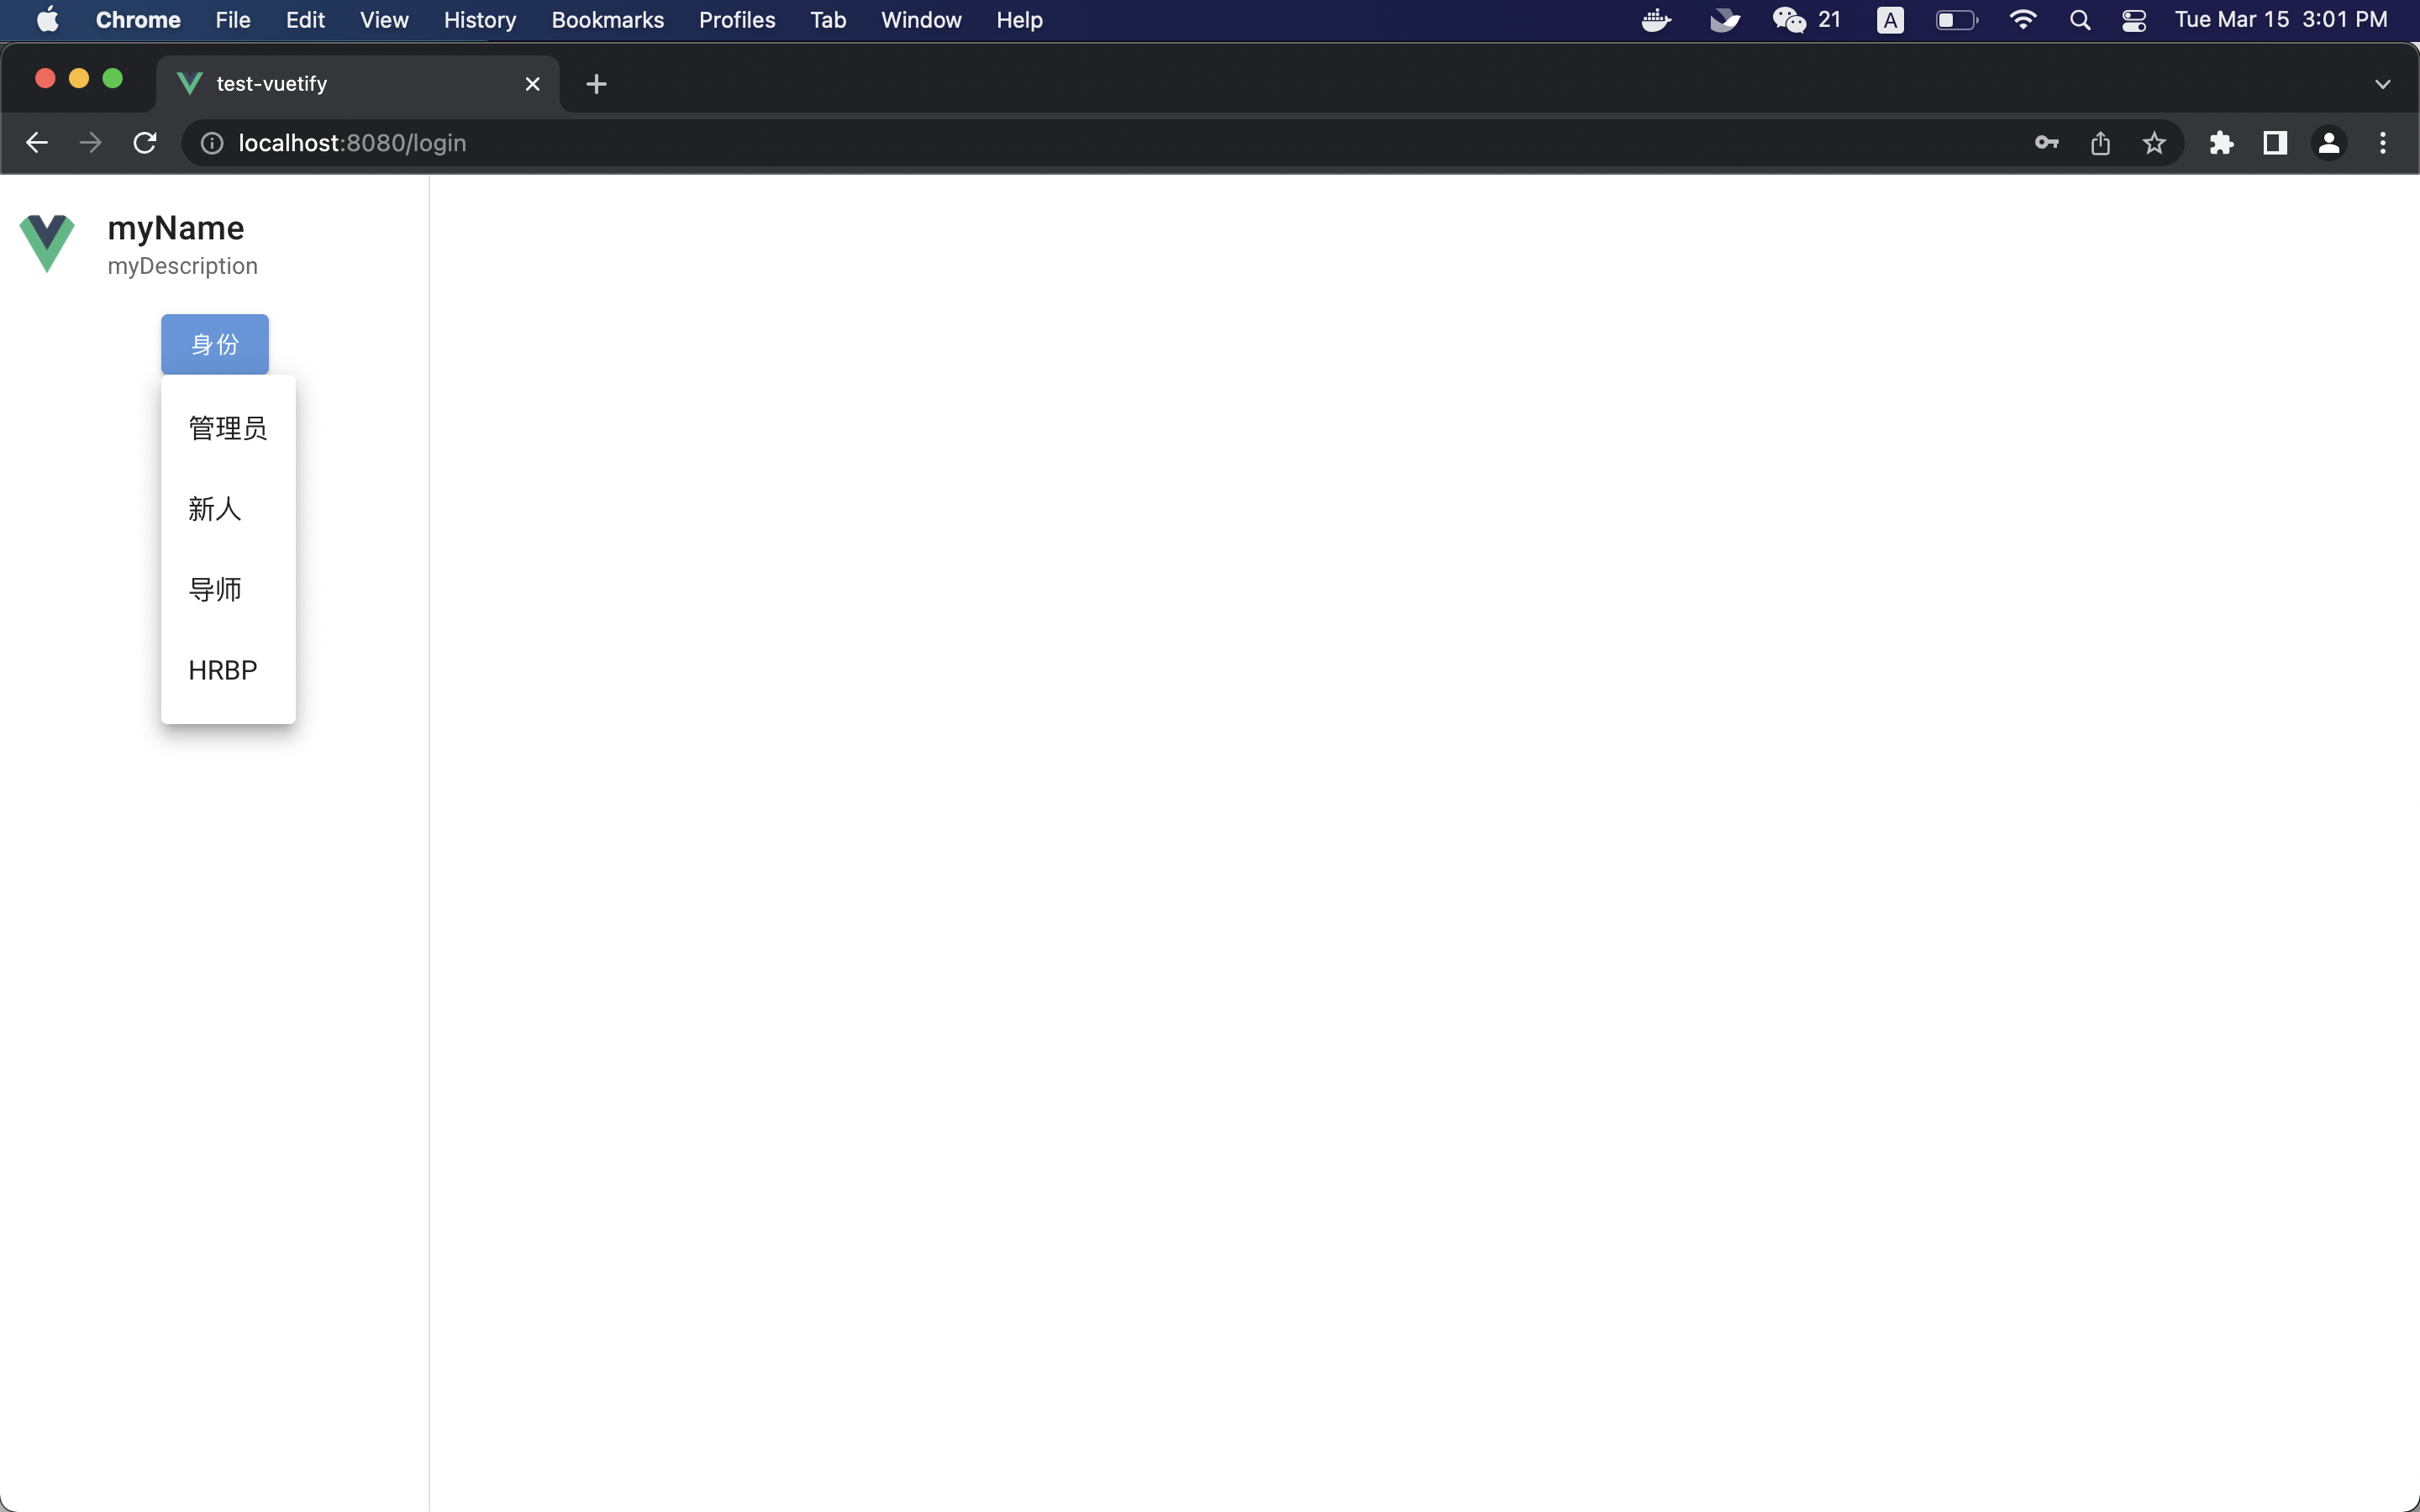 Chrome File Edit View History Bookmarks Profiles Tab Window Help 21 A Tue Mar 15 3:01 PM
test-vuetify
localhost:8080/login
myName
myDescription
身份
管理员
新人
导师
HRBP